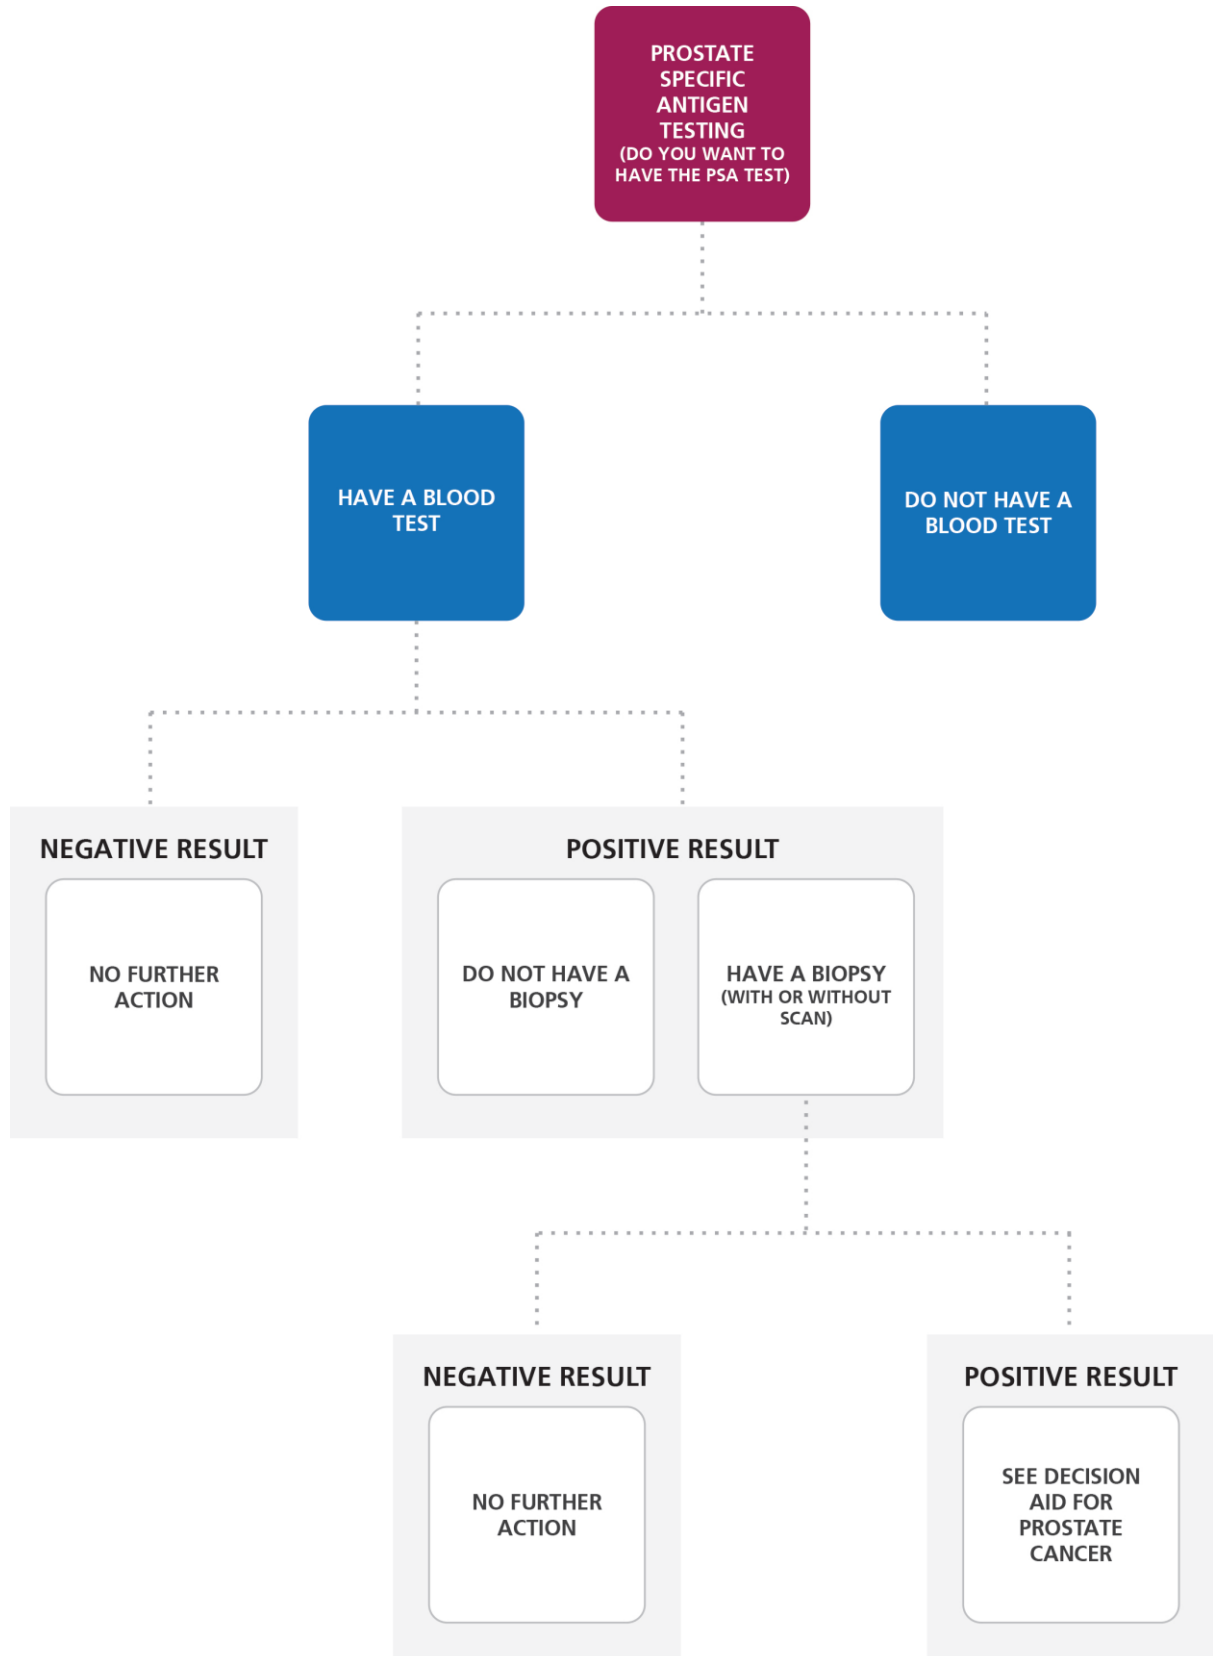 PROSTATE
SPECIFIC
ANTIGEN
TESTING
(DO YOU WANT TO
HAVE THE PSA TEST)
HAVE A BLOOD
TEST
DO NOT HAVE A
BLOOD TEST
NEGATIVE RESULT
NO FURTHER
ACTION
POSITIVE RESULT
DO NOT HAVE A
BIOPSY
HAVE A BIOPSY
(WITH OR WITHOUT
SCAN)
NEGATIVE RESULT
NO FURTHER
ACTION
POSITIVE RESULT
SEE DECISION
AID FOR
PROSTATE
CANCER